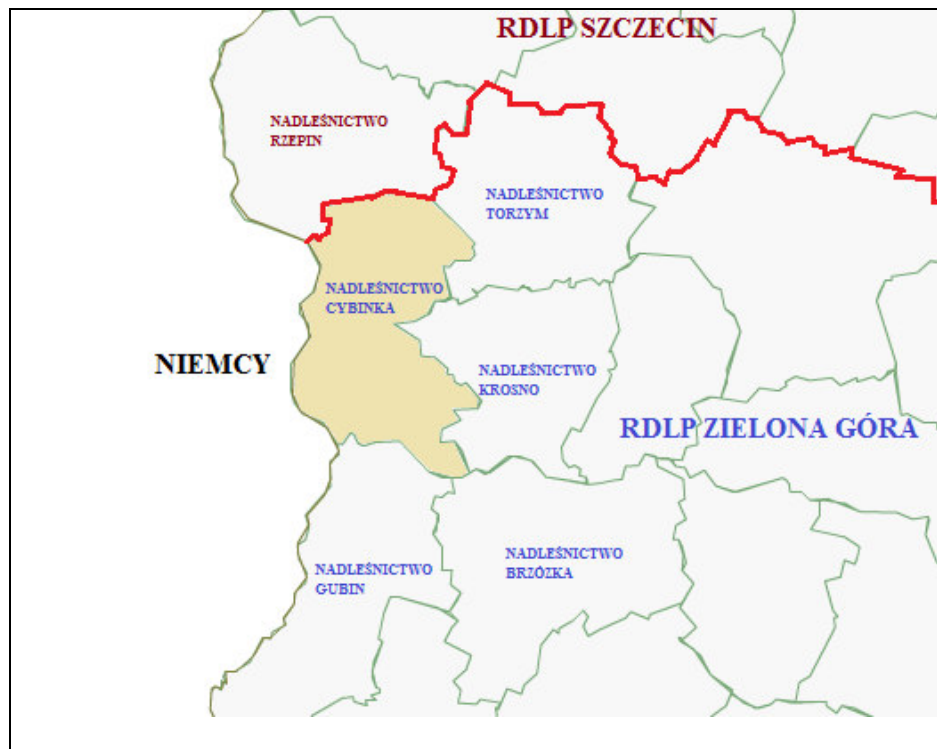 RDLP SZCZECIN
NADLEŚNICTWO
RZEPIN
NADLEŚNICTWO
TORZYM
NADLEŚNICTWO
CYBINKA
NIEMCY
NADLEŚNICTWO
KROSNO
RDLP ZIELONA GÓRA
NADLEŚNICTWO
GUBIN
NADLEŚNICTWO
BRZÓZKA